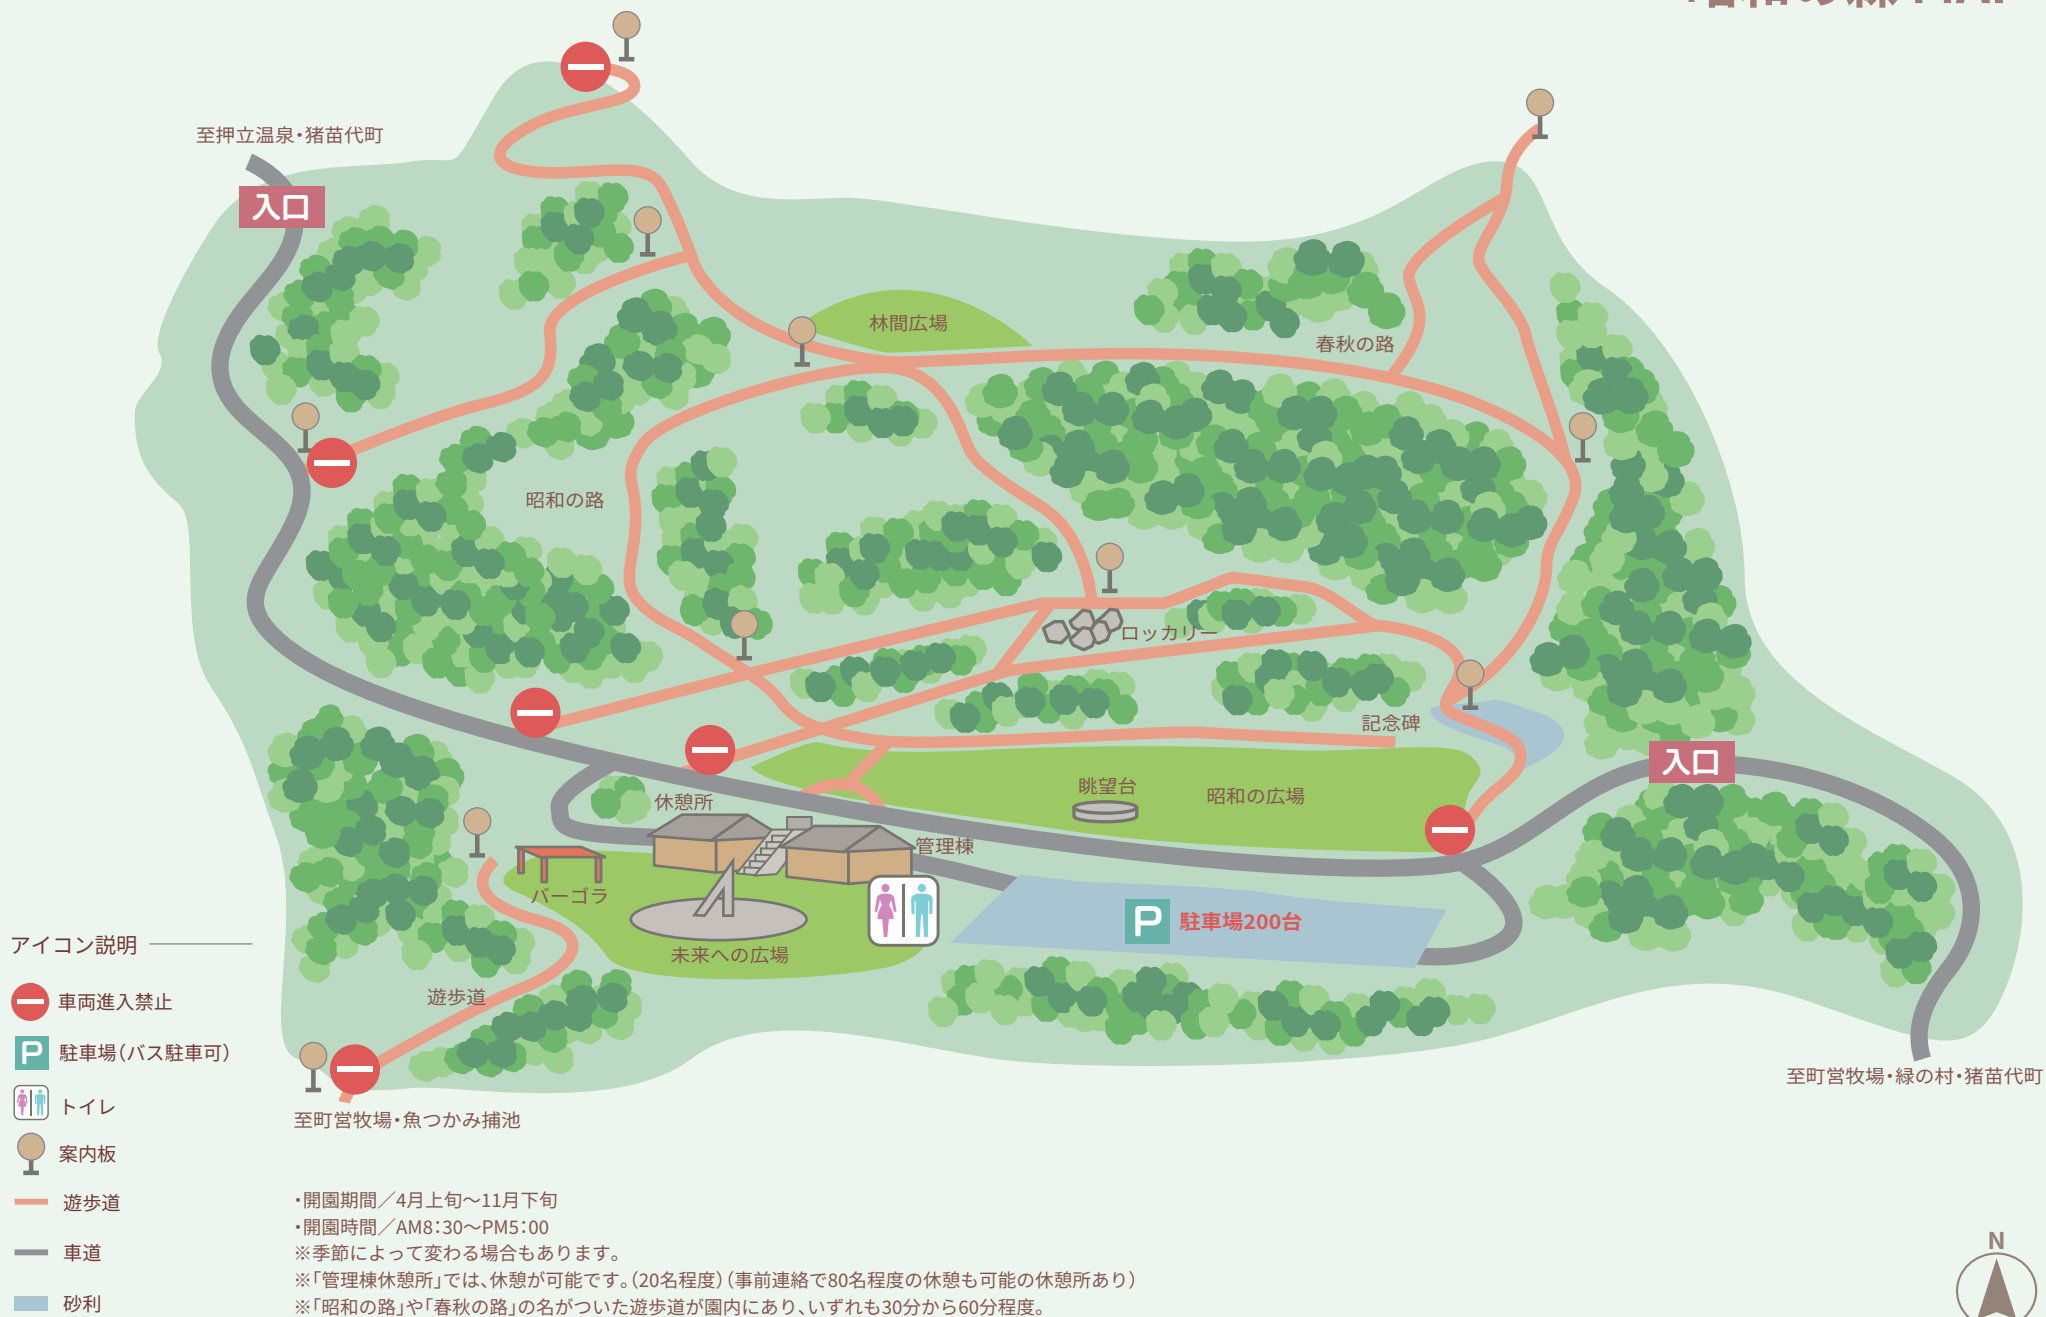 昭和の森 MAP
至押立温泉・猪苗代町
入口
林間広場
春秋の路
昭和の路
ロッカリー
記念碑
入口
眺望台
昭和の広場
休憩所
管理棟
バーゴラ
P 駐車場200台
未来への広場
遊歩道
至町営牧場・緑の村・猪苗代町
至町営牧場・魚つかみ捕池
アイコン説明
車両進入禁止
P 駐車場(バス駐車可)
トイレ
案内板
遊歩道
車道
砂利
・開園期間／4月上旬〜11月下旬
・開園時間／AM8：30〜PM5：00
※季節によって変わる場合もあります。
※「管理棟休憩所」では、休憩が可能です。(20名程度)(事前連絡で80名程度の休憩も可能の休憩所あり)
※「昭和の路」や「春秋の路」の名がついた遊歩道が園内にあり、いずれも30分から60分程度。
N